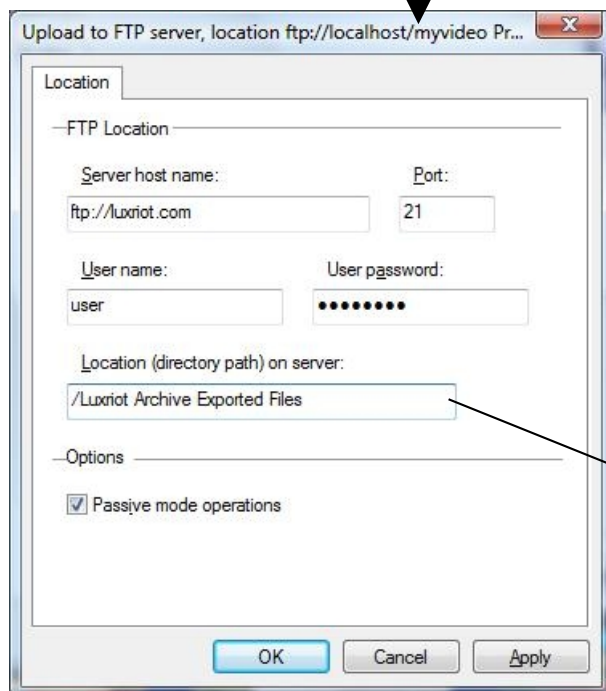 Upload to FTP server, location ftp://localhost/myvideo Pr...
Location
FTP Location
Server host name: Port:
ftp://luxriot.com 21
User name: User password:
user ●●●●●●●●
Location (directory path) on server:
/Luxriot Archive Exported Files
Options
Passive mode operations
OK Cancel Apply